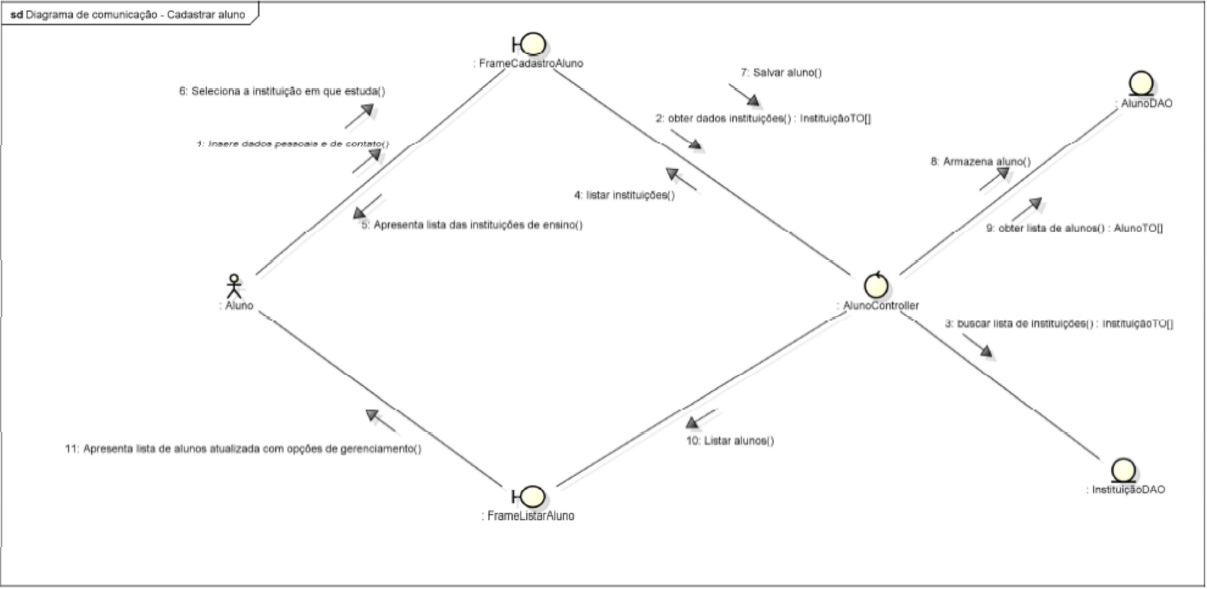 sd Diagrama de comunicação - Cadastrar aluno
: FrameCadastroAluno
7: Salvar aluno()
6: Seleciona a instituição em que estuda()
: AlunoDAO
2: obter dados instituições() : InstituiçãoTO[]
1: Insere dados pessoais e de contato()
8: Armazena aluno()
4: listar instituições()
5: Apresenta lista das instituições de ensino()
9: obter lista de alunos() : AlunoTO[]
: Aluno
: AlunoController
3: buscar lista de instituições() : InstituiçãoTO[]
10: Listar alunos()
11: Apresenta lista de alunos atualizada com opções de gerenciamento()
: InstituiçãoDAO
: FrameListarAluno